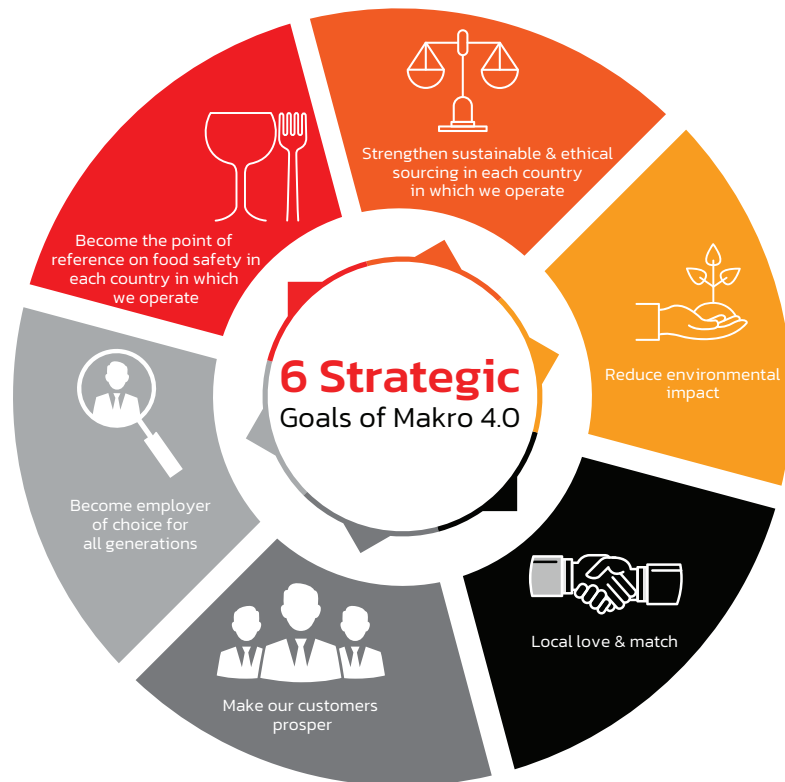 6 Strategic
Goals of Makro 4.0
Become the point of
reference on food safety in
each country in which
we operate
Strengthen sustainable & ethical
sourcing in each country
in which we operate
Reduce environmental
impact
Local love & match
Make our customers
prosper
Become employer
of choice for
all generations